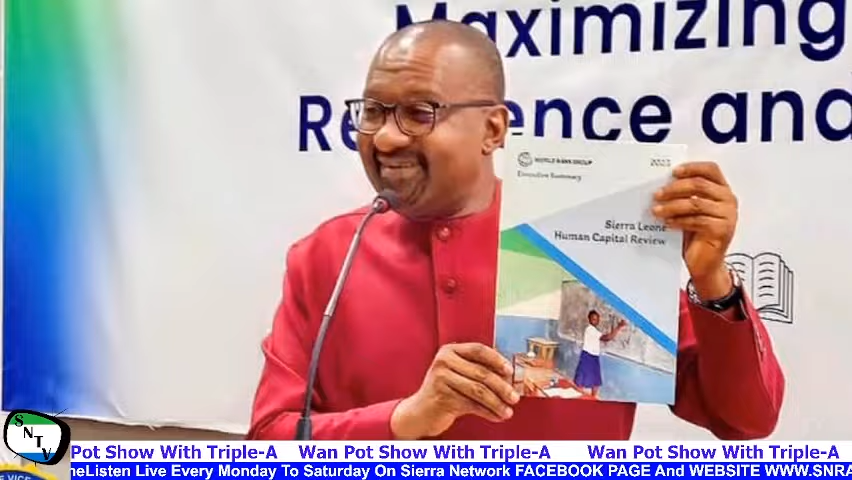 Maximizing
Re ence and
WORLD BANK GROUP
2023
Executive Summary
Sierra Leone
Human Capital Review
SNTV
Pot Show With Triple-A Wan Pot Show With Triple-A Wan Pot Show With Triple-A
neListen Live Every Monday To Saturday On Sierra Network FACEBOOK PAGE And WEBSITE WWW.SNRA
VICE